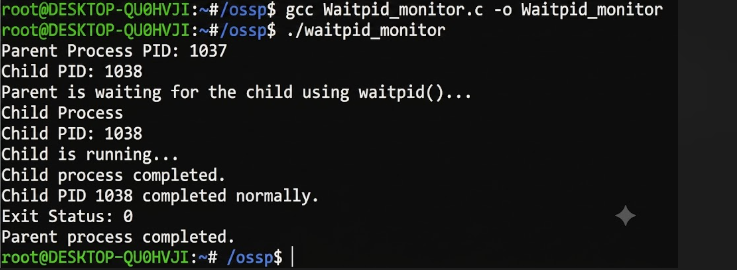 root@DESKTOP-QU0HVJI:~#/ossp$ gcc Waitpid_monitor.c -o Waitpid_monitor
root@DESKTOP-QU0HVJI:~#/ossp$ ./waitpid_monitor
Parent Process PID: 1037
Child PID: 1038
Parent is waiting for the child using waitpid()...
Child Process
Child PID: 1038
Child is running...
Child process completed.
Child PID 1038 completed normally.
Exit Status: 0
Parent process completed.
root@DESKTOP-QU0HVJI:~# /ossp$